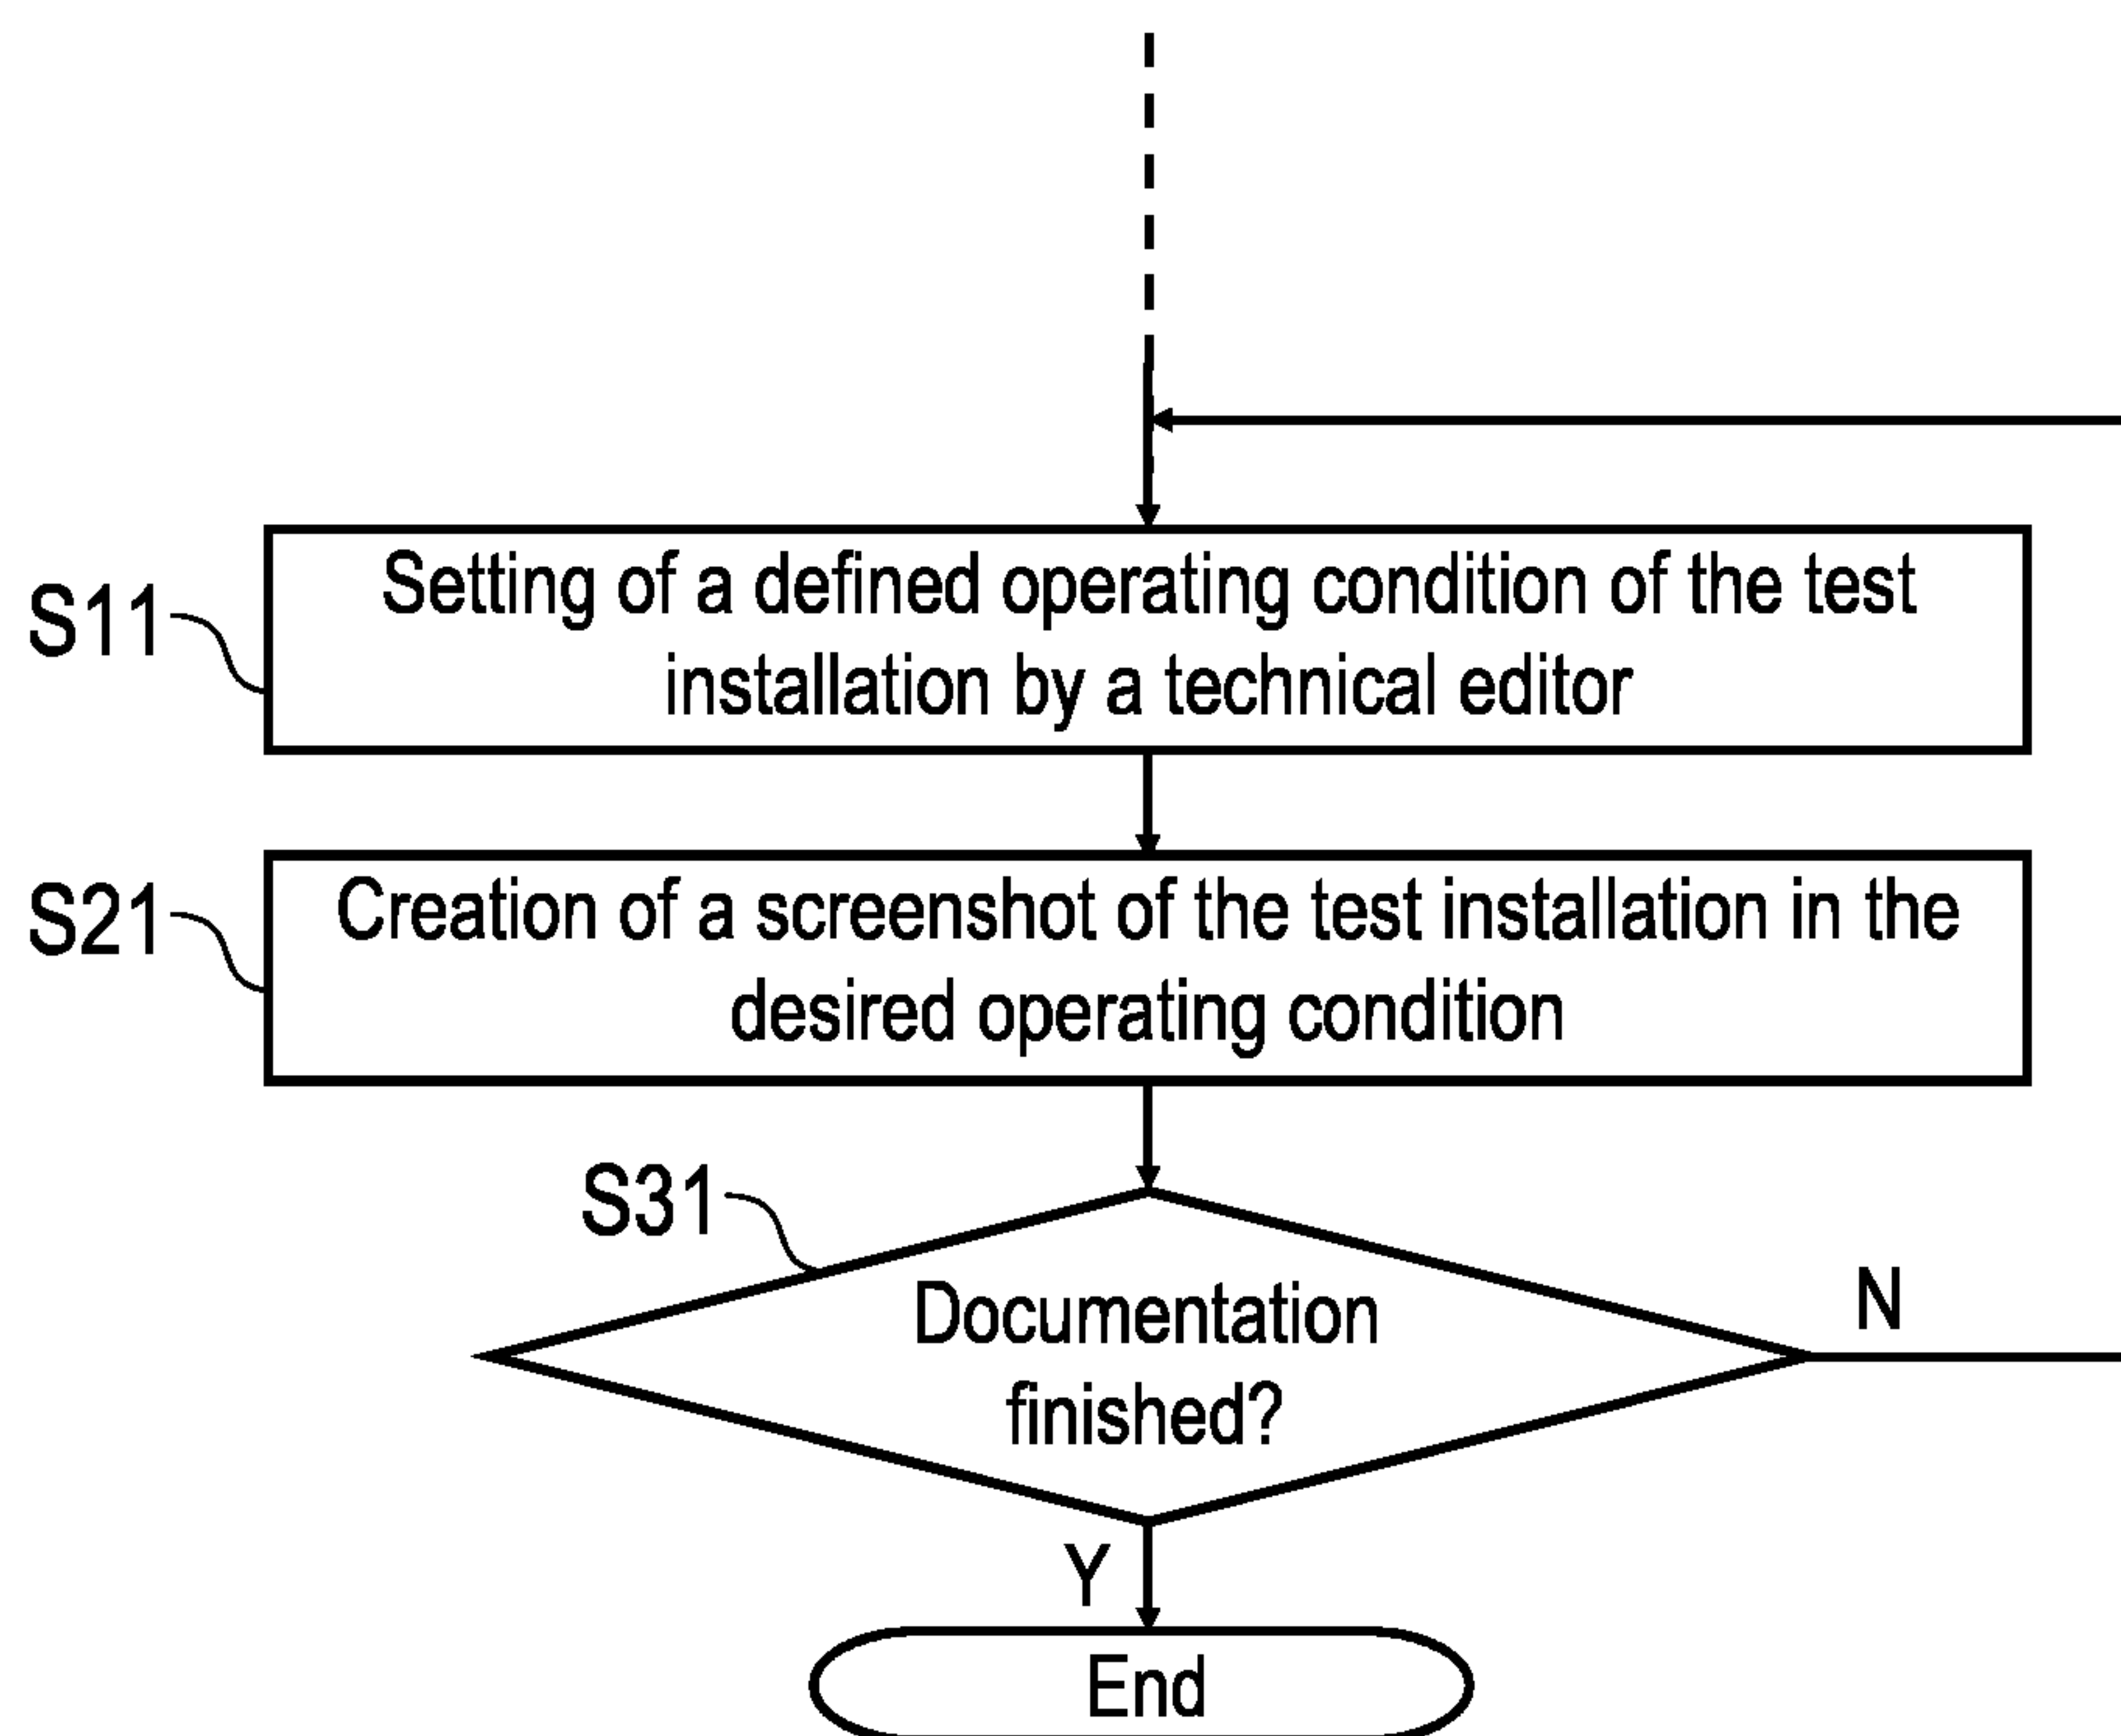 S11
Setting of a defined operating condition of the test
installation by a technical editor
S21
Creation of a screenshot of the test installation in the
desired operating condition
S31
Documentation
finished?
N
Y
End